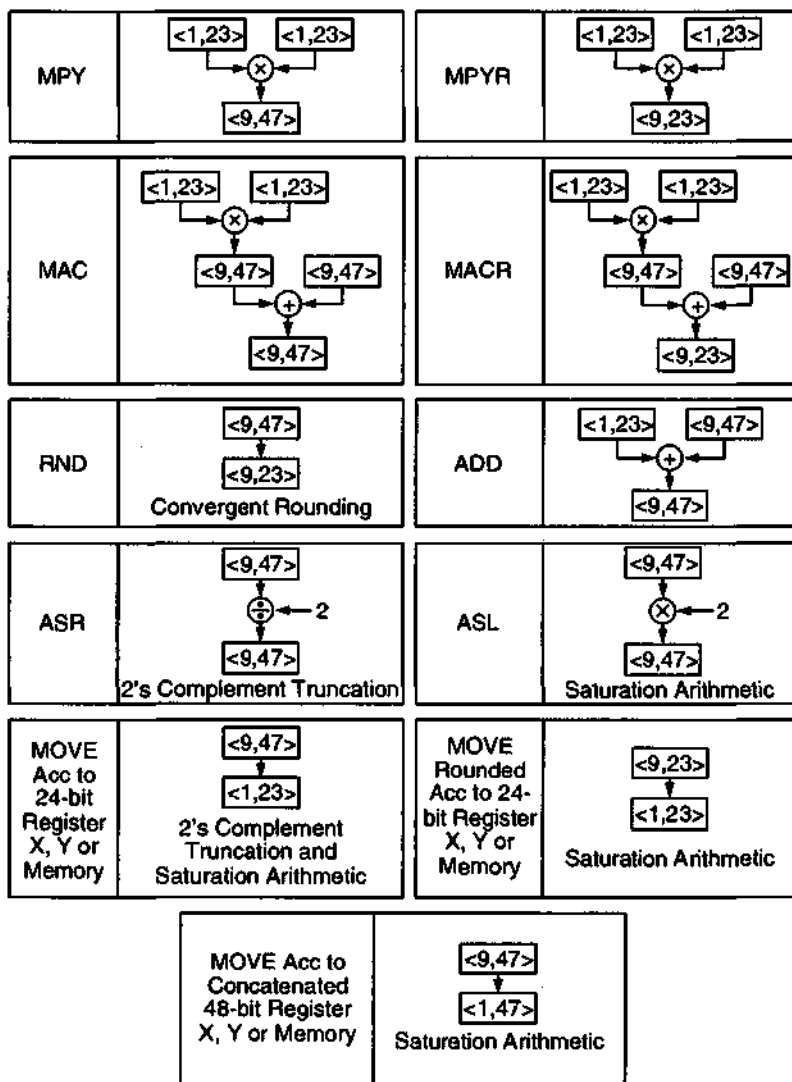 MPY
<1,23> <1,23>
×
<9,47>
MPYR
<1,23> <1,23>
×
<9,23>
MAC
<1,23> <1,23>
×
<9,47> <9,47>
+
<9,47>
MACR
<1,23> <1,23>
×
<9,47> <9,47>
+
<9,23>
RND
<9,47>
<9,23>
Convergent Rounding
ADD
<1,23> <9,47>
+
<9,47>
ASR
<9,47>
÷ 2
<9,47>
2's Complement Truncation
ASL
<9,47>
× 2
<9,47>
Saturation Arithmetic
MOVE
Acc to
24-bit
Register
X, Y or
Memory
<9,47>
<1,23>
2's Complement
Truncation and
Saturation Arithmetic
MOVE
Rounded
Acc to 24-
bit Register
X, Y or
Memory
<9,23>
<1,23>
Saturation Arithmetic
MOVE Acc to
Concatenated
48-bit Register
X, Y or Memory
<9,47>
<1,47>
Saturation Arithmetic